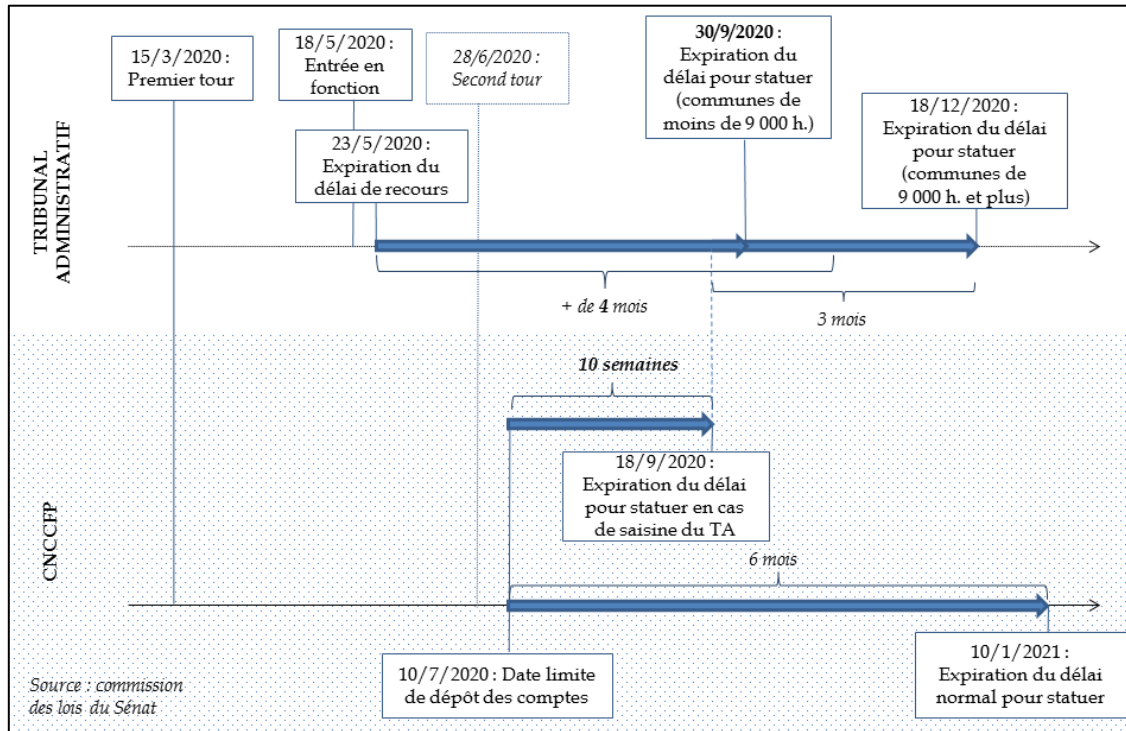 TRIBUNAL
ADMINISTRATIF
15/3/2020 :
Premier tour
18/5/2020 :
Entrée en
fonction
23/5/2020 :
Expiration du
délai de recours
28/6/2020 :
Second tour
30/9/2020 :
Expiration du
délai pour statuer
(communes de
moins de 9 000 h.)
18/12/2020 :
Expiration du délai
pour statuer
(communes de
9 000 h. et plus)
+ de 4 mois
3 mois
CNCCFP
10 semaines
18/9/2020 :
Expiration du délai
pour statuer en cas
de saisine du TA
6 mois
10/7/2020 : Date limite
de dépôt des comptes
10/1/2021 :
Expiration du délai
normal pour statuer
Source : commission
des lois du Sénat